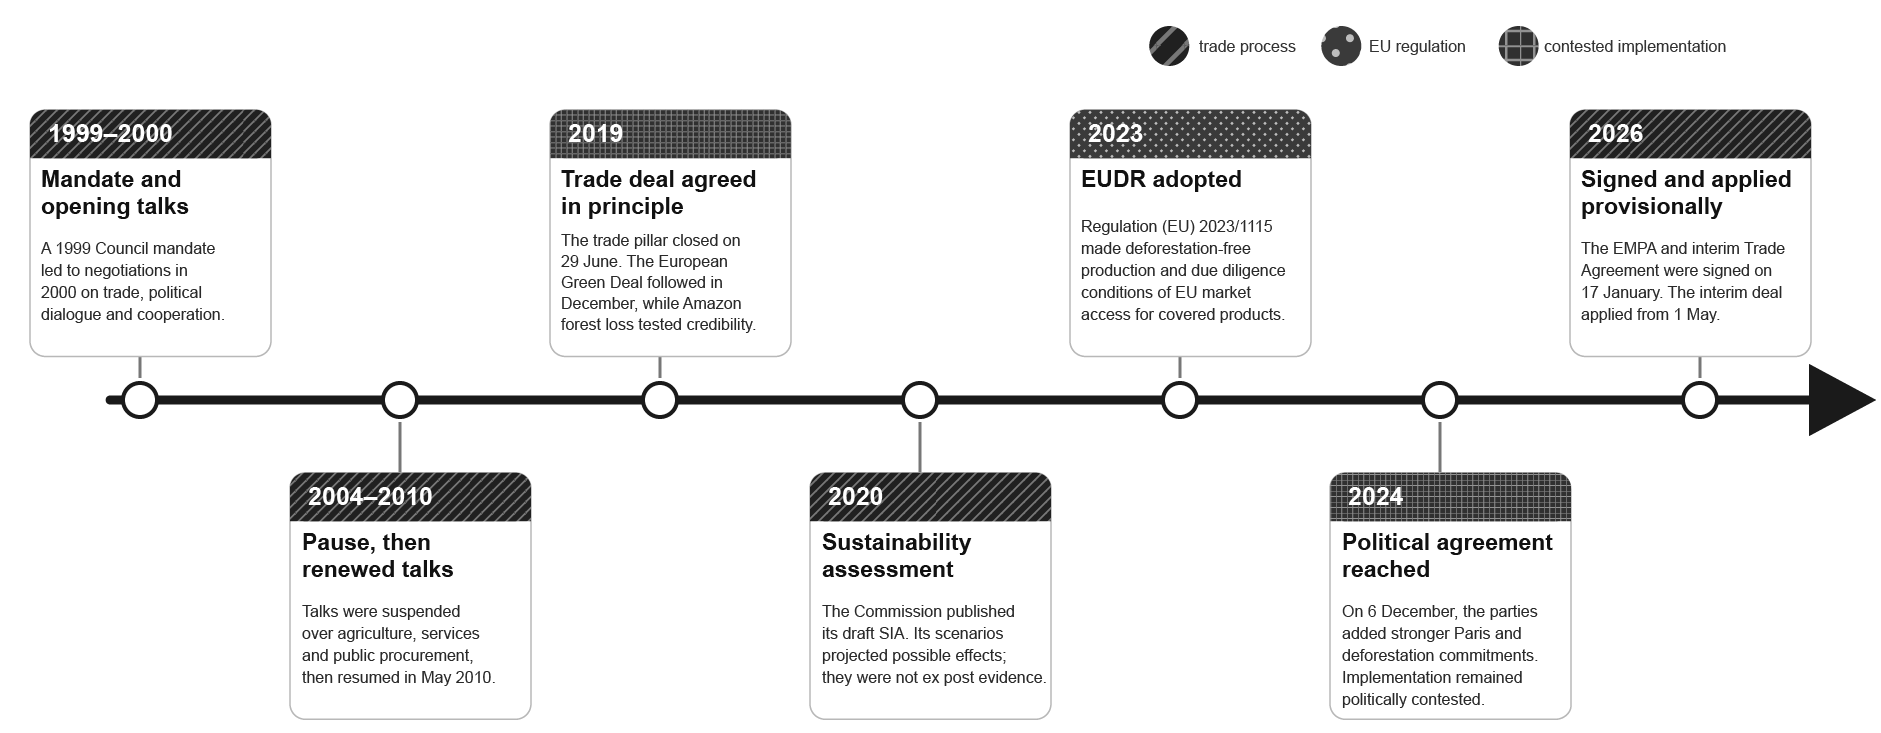 trade process
EU regulation
contested implementation
1999–2000
Mandate and
opening talks
A 1999 Council mandate
led to negotiations in
2000 on trade, political
dialogue and cooperation.
2004–2010
Pause, then
renewed talks
Talks were suspended
over agriculture, services
and public procurement,
then resumed in May 2010.
2019
Trade deal agreed
in principle
The trade pillar closed on
29 June. The European
Green Deal followed in
December, while Amazon
forest loss tested credibility.
2020
Sustainability
assessment
The Commission published
its draft SIA. Its scenarios
projected possible effects;
they were not ex post evidence.
2023
EUDR adopted
Regulation (EU) 2023/1115
made deforestation-free
production and due diligence
conditions of EU market
access for covered products.
2024
Political agreement
reached
On 6 December, the parties
added stronger Paris and
deforestation commitments.
Implementation remained
politically contested.
2026
Signed and applied
provisionally
The EMPA and interim Trade
Agreement were signed on
17 January. The interim deal
applied from 1 May.